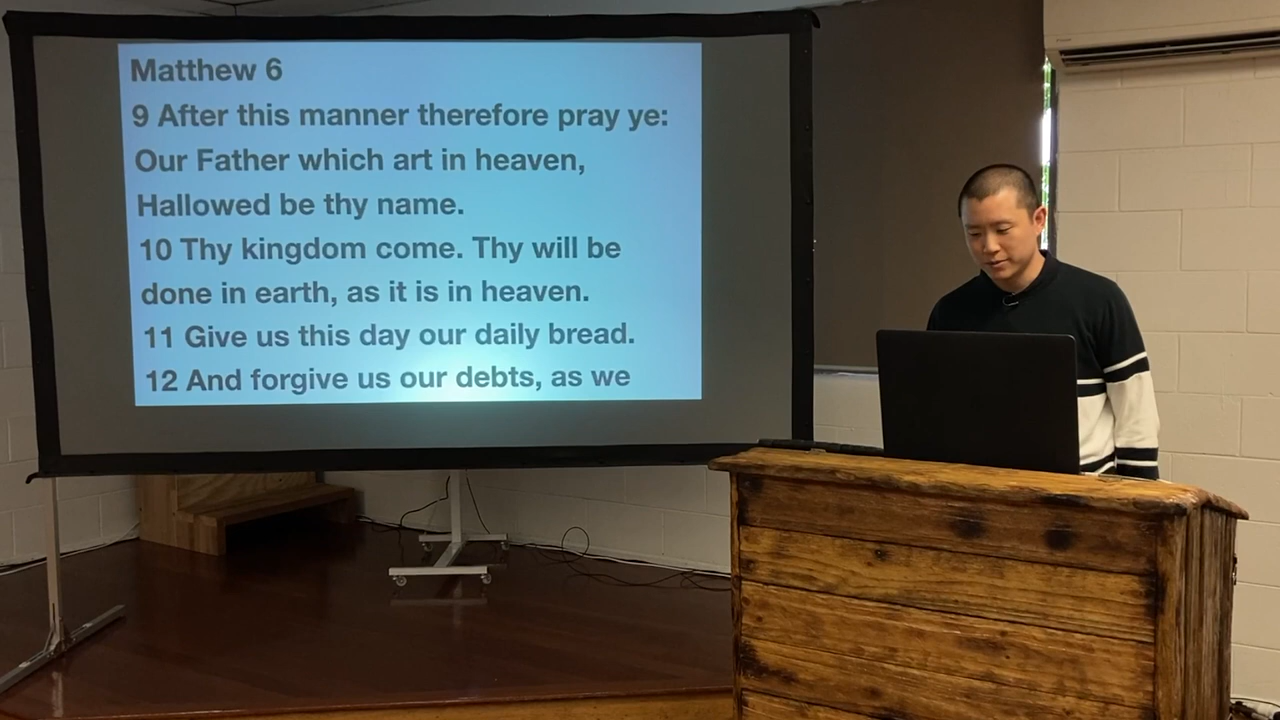 Matthew 6
9 After this manner therefore pray ye:
Our Father which art in heaven,
Hallowed be thy name.
10 Thy kingdom come. Thy will be
done in earth, as it is in heaven.
11 Give us this day our daily bread.
12 And forgive us our debts, as we